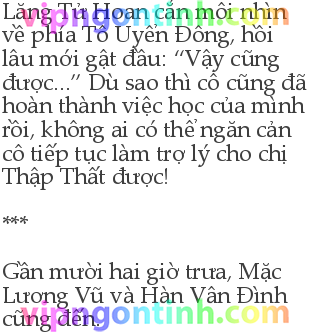 Lăng Tử Hoan cắn môi nhìn
về phía Tô Uyển Đông, hồi
lâu mới gật đầu: “Vậy cũng
được...” Dù sao thì cô cũng đã
hoàn thành việc học của mình
rồi, không ai có thể ngăn cản
cô tiếp tục làm trợ lý cho chị
Thập Thất được!
***
Gần mười hai giờ trưa, Mặc
Lương Vũ và Hàn Vân Đình
cũng đến.
vipngontinh.com
vipngontinh.com
vipngontinh.com